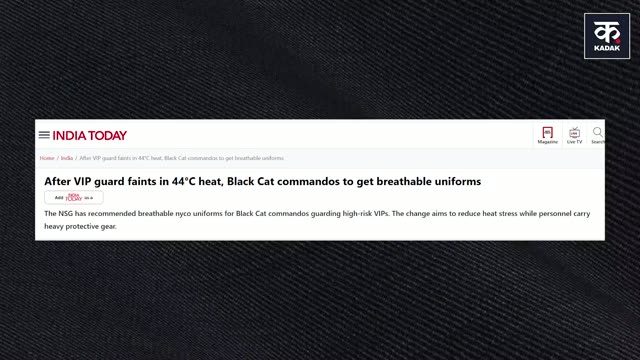 क
KADAK
INDIA TODAY
Magazine
Live TV
Search
Home / India / After VIP guard faints in 44°C heat, Black Cat commandos to get breathable uniforms
After VIP guard faints in 44°C heat, Black Cat commandos to get breathable uniforms
Add INDIA TODAY on
The NSG has recommended breathable nyco uniforms for Black Cat commandos guarding high-risk VIPs. The change aims to reduce heat stress while personnel carry
heavy protective gear.